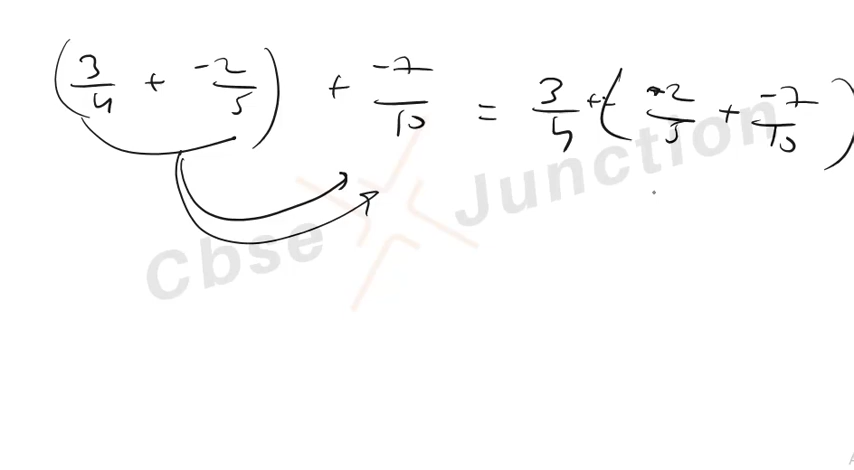 (3/4 + -2/5) + -7/10 = 3/4 + (-2/5 + -7/10)
Cbse Junction